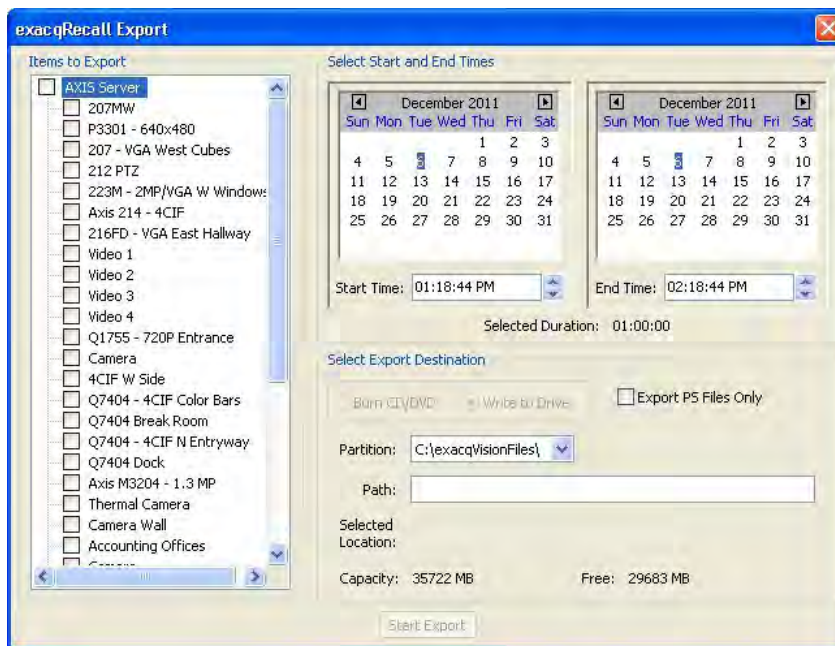 exacqRecall Export
Items to Export
AXIS Server
207MW
P3301 - 640x480
207 - VGA West Cubes
212 PTZ
223M - 2MP/VGA W Windows
Axis 214 - 4CIF
216FD - VGA East Hallway
Video 1
Video 2
Video 3
Video 4
Q1755 - 720P Entrance
Camera
4CIF W Side
Q7404 - 4CIF Color Bars
Q7404 Break Room
Q7404 - 4CIF N Entryway
Q7404 Dock
Axis M3204 - 1.3 MP
Thermal Camera
Camera Wall
Accounting Offices
Select Start and End Times
December 2011
Sun Mon Tue Wed Thu Fri Sat
1 2 3
4 5 6 7 8 9 10
11 12 13 14 15 16 17
18 19 20 21 22 23 24
25 26 27 28 29 30 31
Start Time: 01:18:44 PM
December 2011
Sun Mon Tue Wed Thu Fri Sat
1 2 3
4 5 6 7 8 9 10
11 12 13 14 15 16 17
18 19 20 21 22 23 24
25 26 27 28 29 30 31
End Time: 02:18:44 PM
Selected Duration: 01:00:00
Select Export Destination
Burn CD/DVD Write to Drive
Export PS Files Only
Partition: C:\exacqVisionFiles\
Path:
Selected
Location:
Capacity: 35722 MB Free: 29683 MB
Start Export